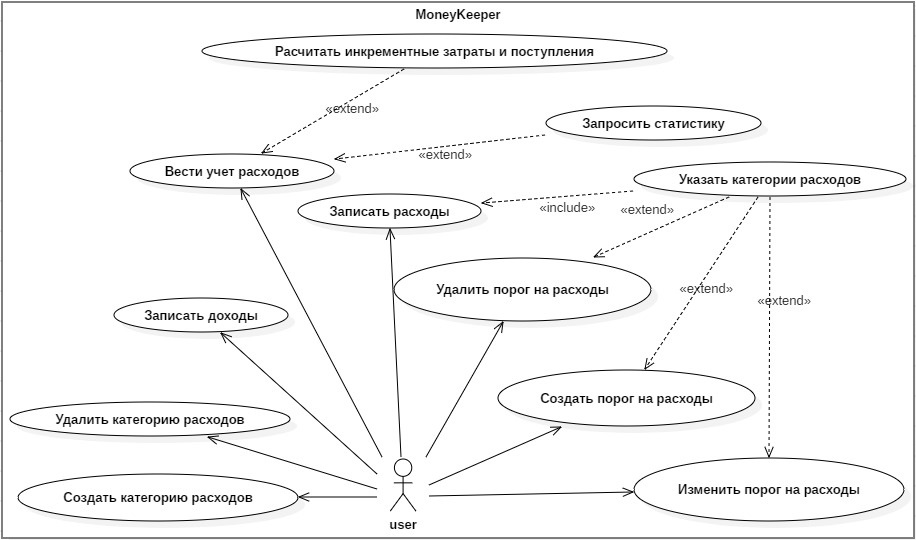 MoneyKeeper
Расчитать инкрементные затраты и поступления
«extend»
Запросить статистику
«extend»
Вести учет расходов
Указать категории расходов
Записать расходы
«include»
«extend»
Удалить порог на расходы
«extend»
«extend»
Записать доходы
Создать порог на расходы
Удалить категорию расходов
Изменить порог на расходы
Создать категорию расходов
user